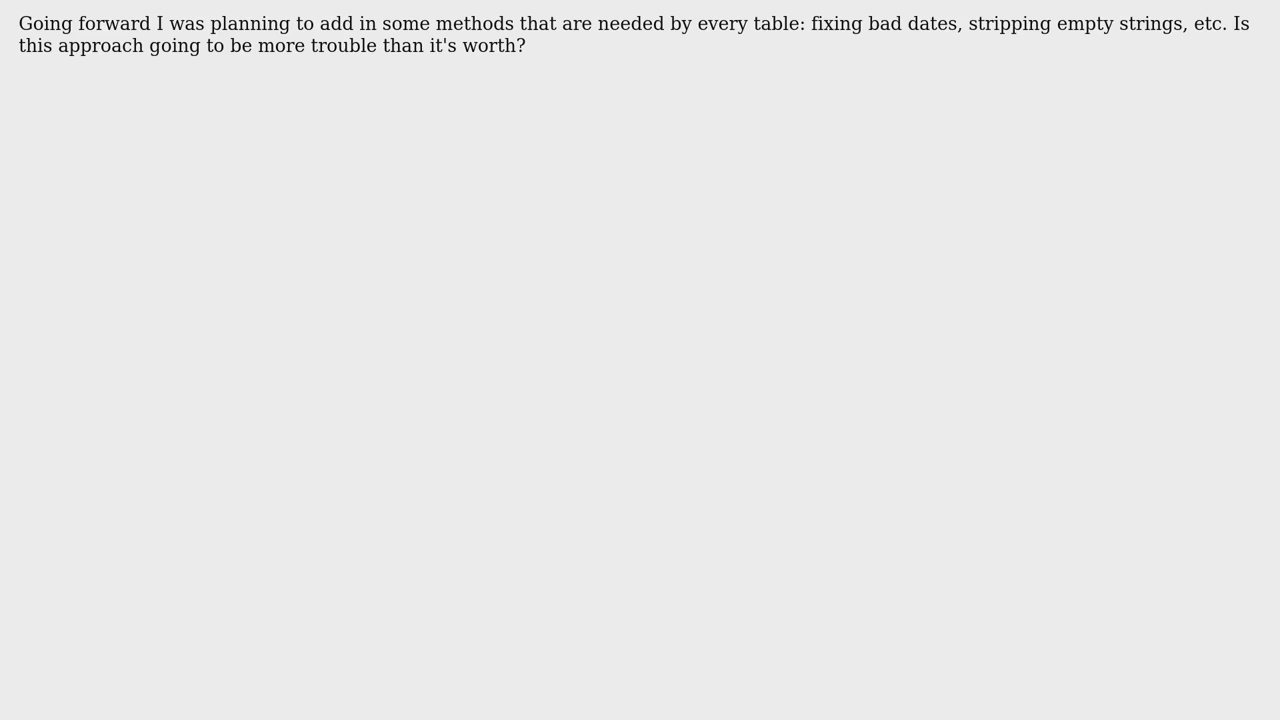 Going forward I was planning to add in some methods that are needed by every table: fixing bad dates, stripping empty strings, etc. Is
this approach going to be more trouble than it's worth?